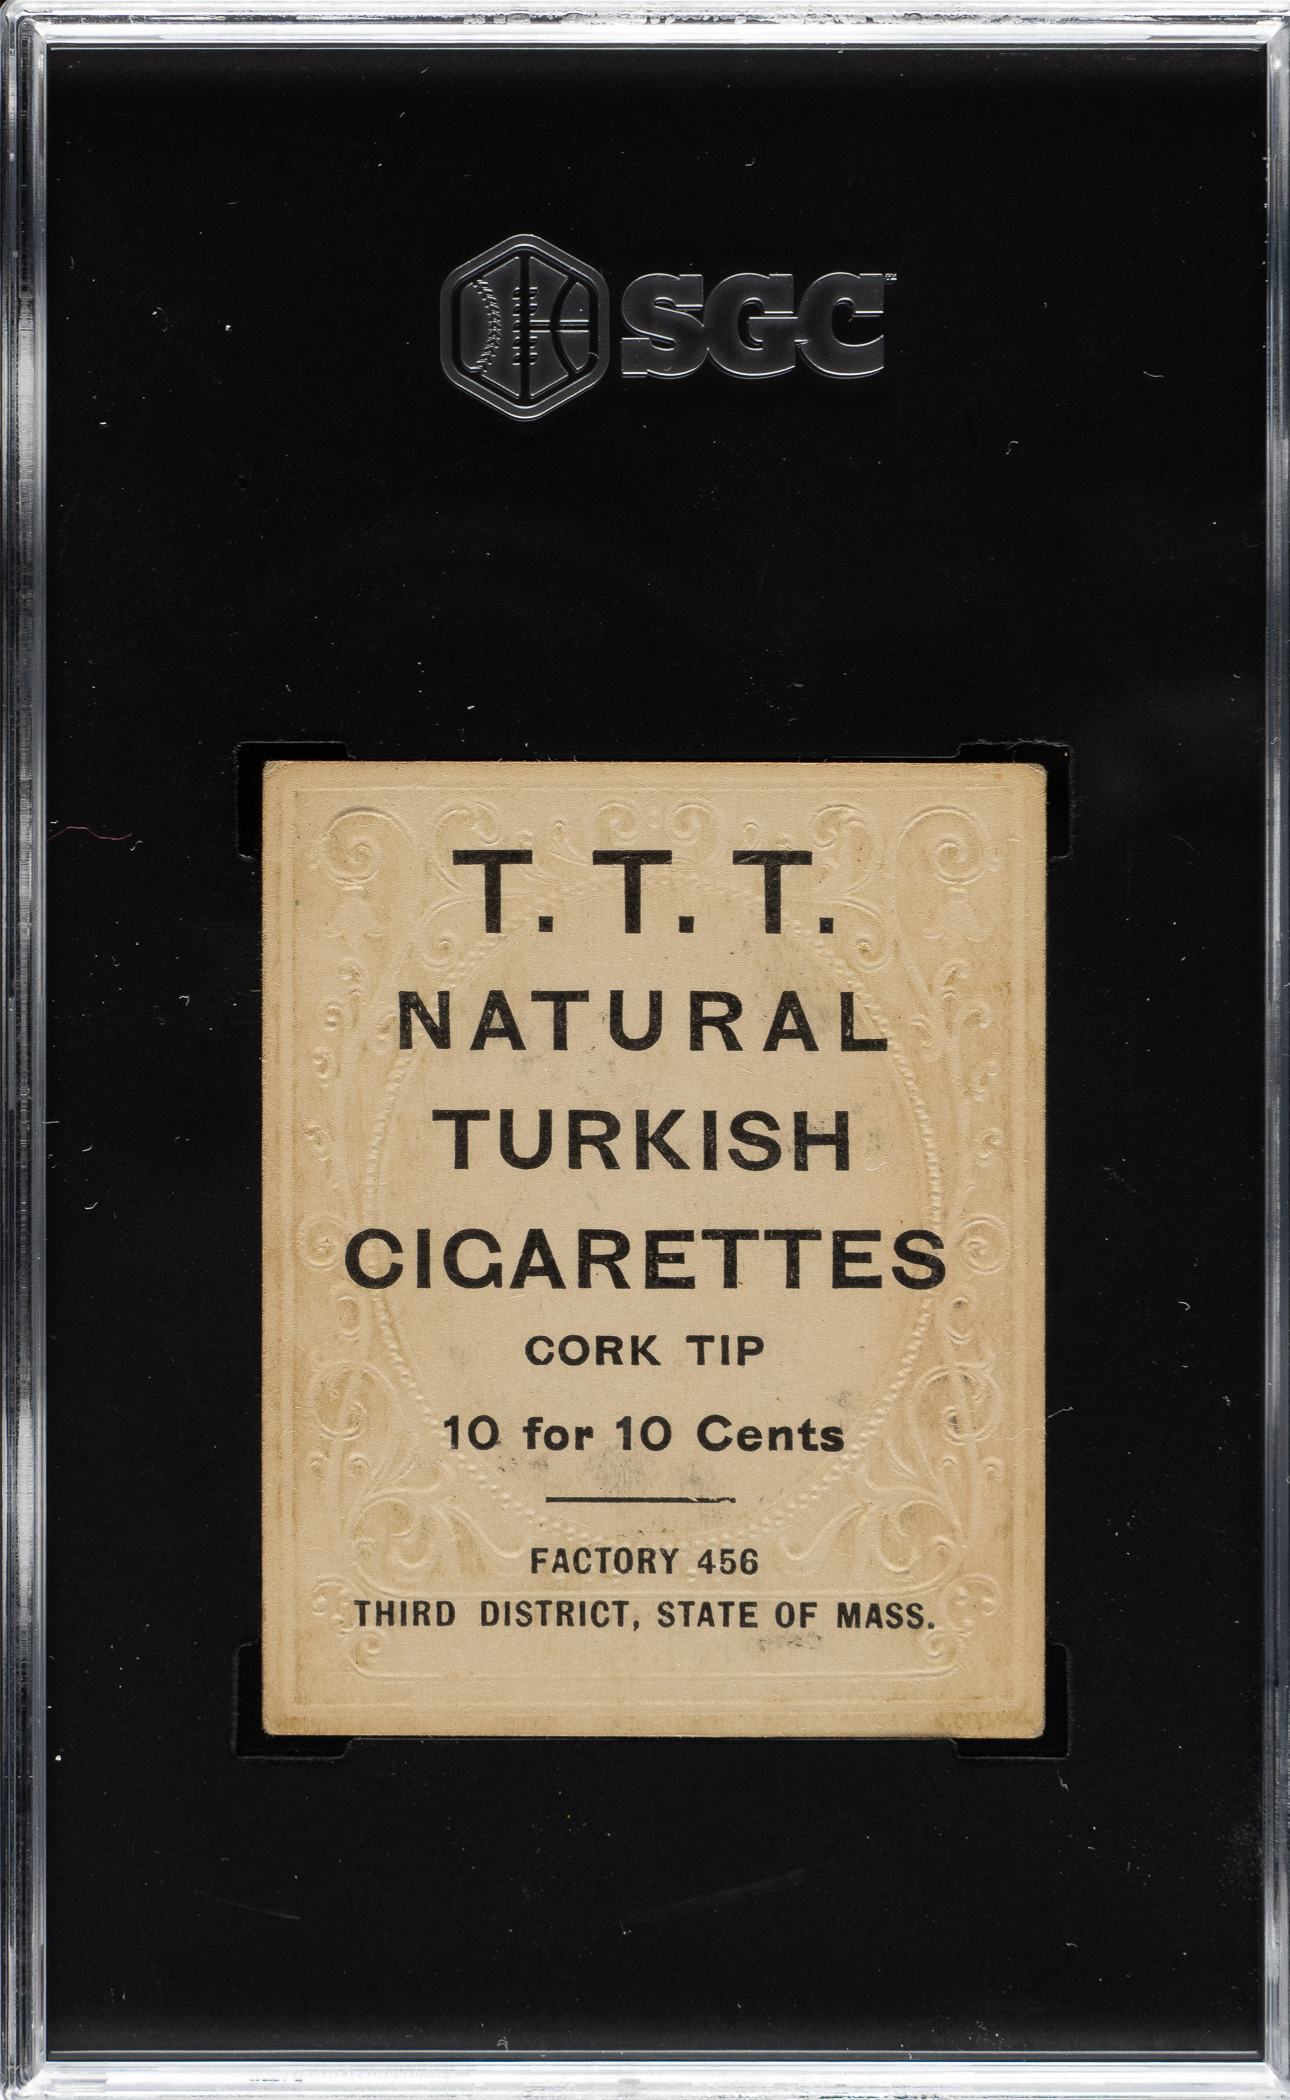 SGC
T. T. T.
NATURAL
TURKISH
CIGARETTES
CORK TIP
10 for 10 Cents
FACTORY 456
THIRD DISTRICT, STATE OF MASS.